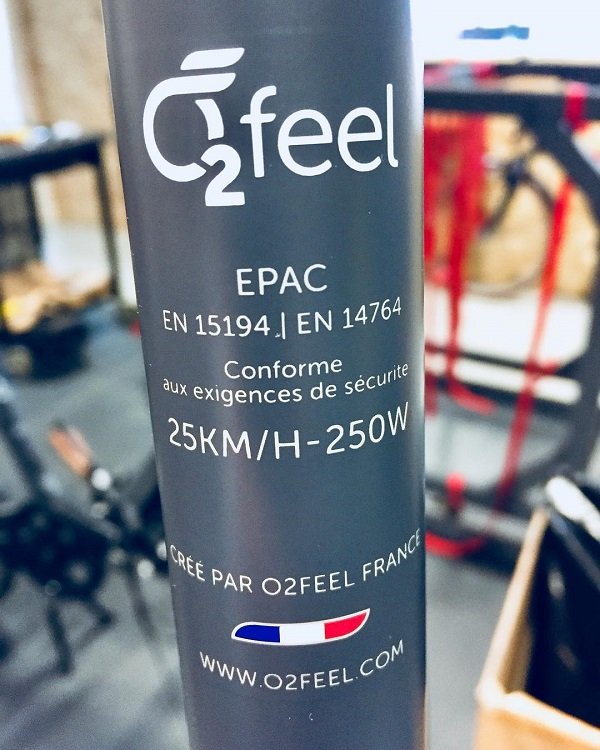 O2feel
EPAC
EN 15194 | EN 14764
Conforme
aux exigences de sécurite
25KM/H-250W
CRÉÉ PAR O2FEEL FRANCE
WWW.O2FEEL.COM